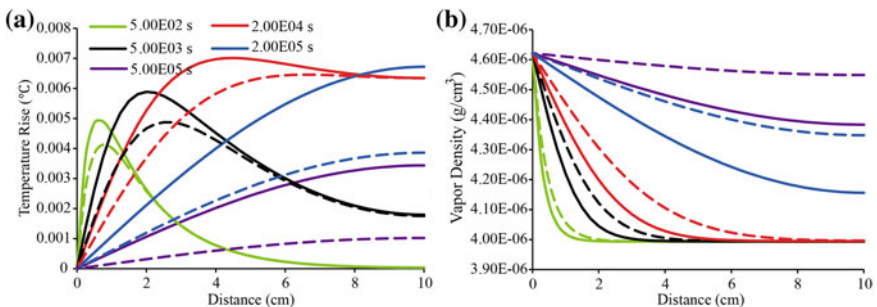 (a)
0.008
0.007
0.006
0.005
0.004
0.003
0.002
0.001
0
Temperature Rise (°C)
5.00E02 s
2.00E04 s
5.00E03 s
2.00E05 s
5.00E05 s
0 2 4 6 8 10
Distance (cm)
(b)
4.70E-06
4.60E-06
4.50E-06
4.40E-06
4.30E-06
4.20E-06
4.10E-06
4.00E-06
3.90E-06
Vapor Density (g/cm³)
0 2 4 6 8 10
Distance (cm)